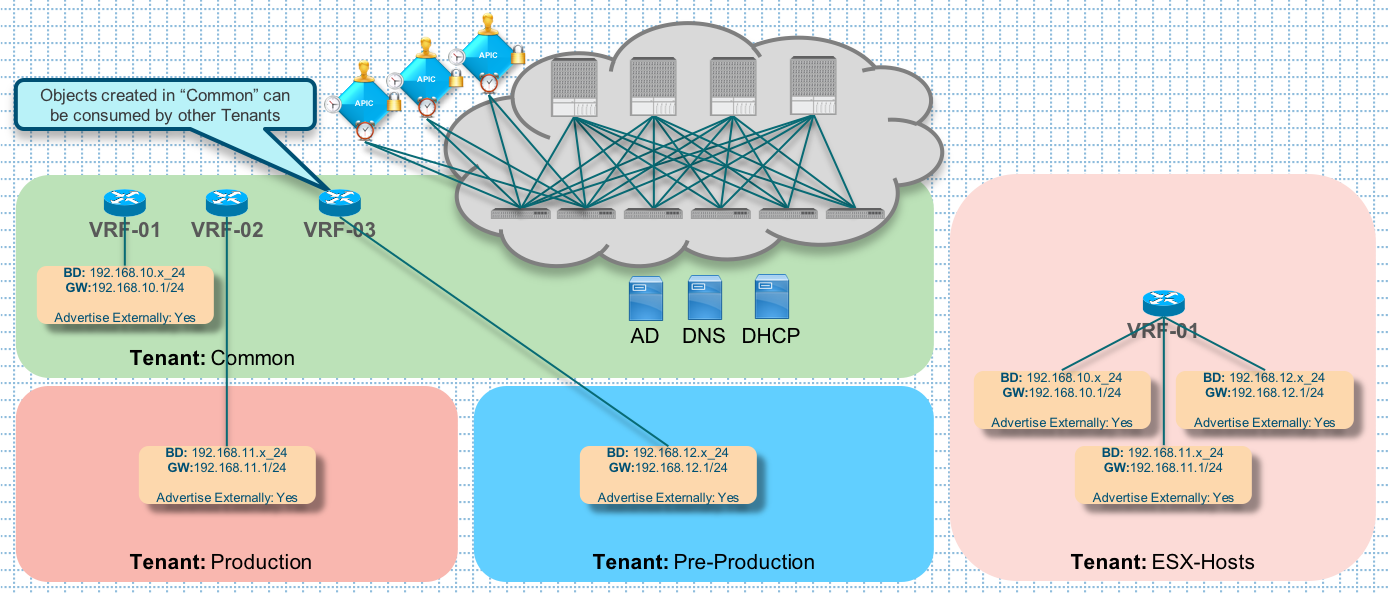 APIC
APIC
APIC
Objects created in “Common” can
be consumed by other Tenants
VRF-01
VRF-02
VRF-03
BD: 192.168.10.x_24
GW:192.168.10.1/24
Advertise Externally: Yes
AD
DNS
DHCP
Tenant: Common
BD: 192.168.11.x_24
GW:192.168.11.1/24
Advertise Externally: Yes
Tenant: Production
BD: 192.168.12.x_24
GW:192.168.12.1/24
Advertise Externally: Yes
Tenant: Pre-Production
VRF-01
BD: 192.168.10.x_24
GW:192.168.10.1/24
Advertise Externally: Yes
BD: 192.168.12.x_24
GW:192.168.12.1/24
Advertise Externally: Yes
BD: 192.168.11.x_24
GW:192.168.11.1/24
Advertise Externally: Yes
Tenant: ESX-Hosts